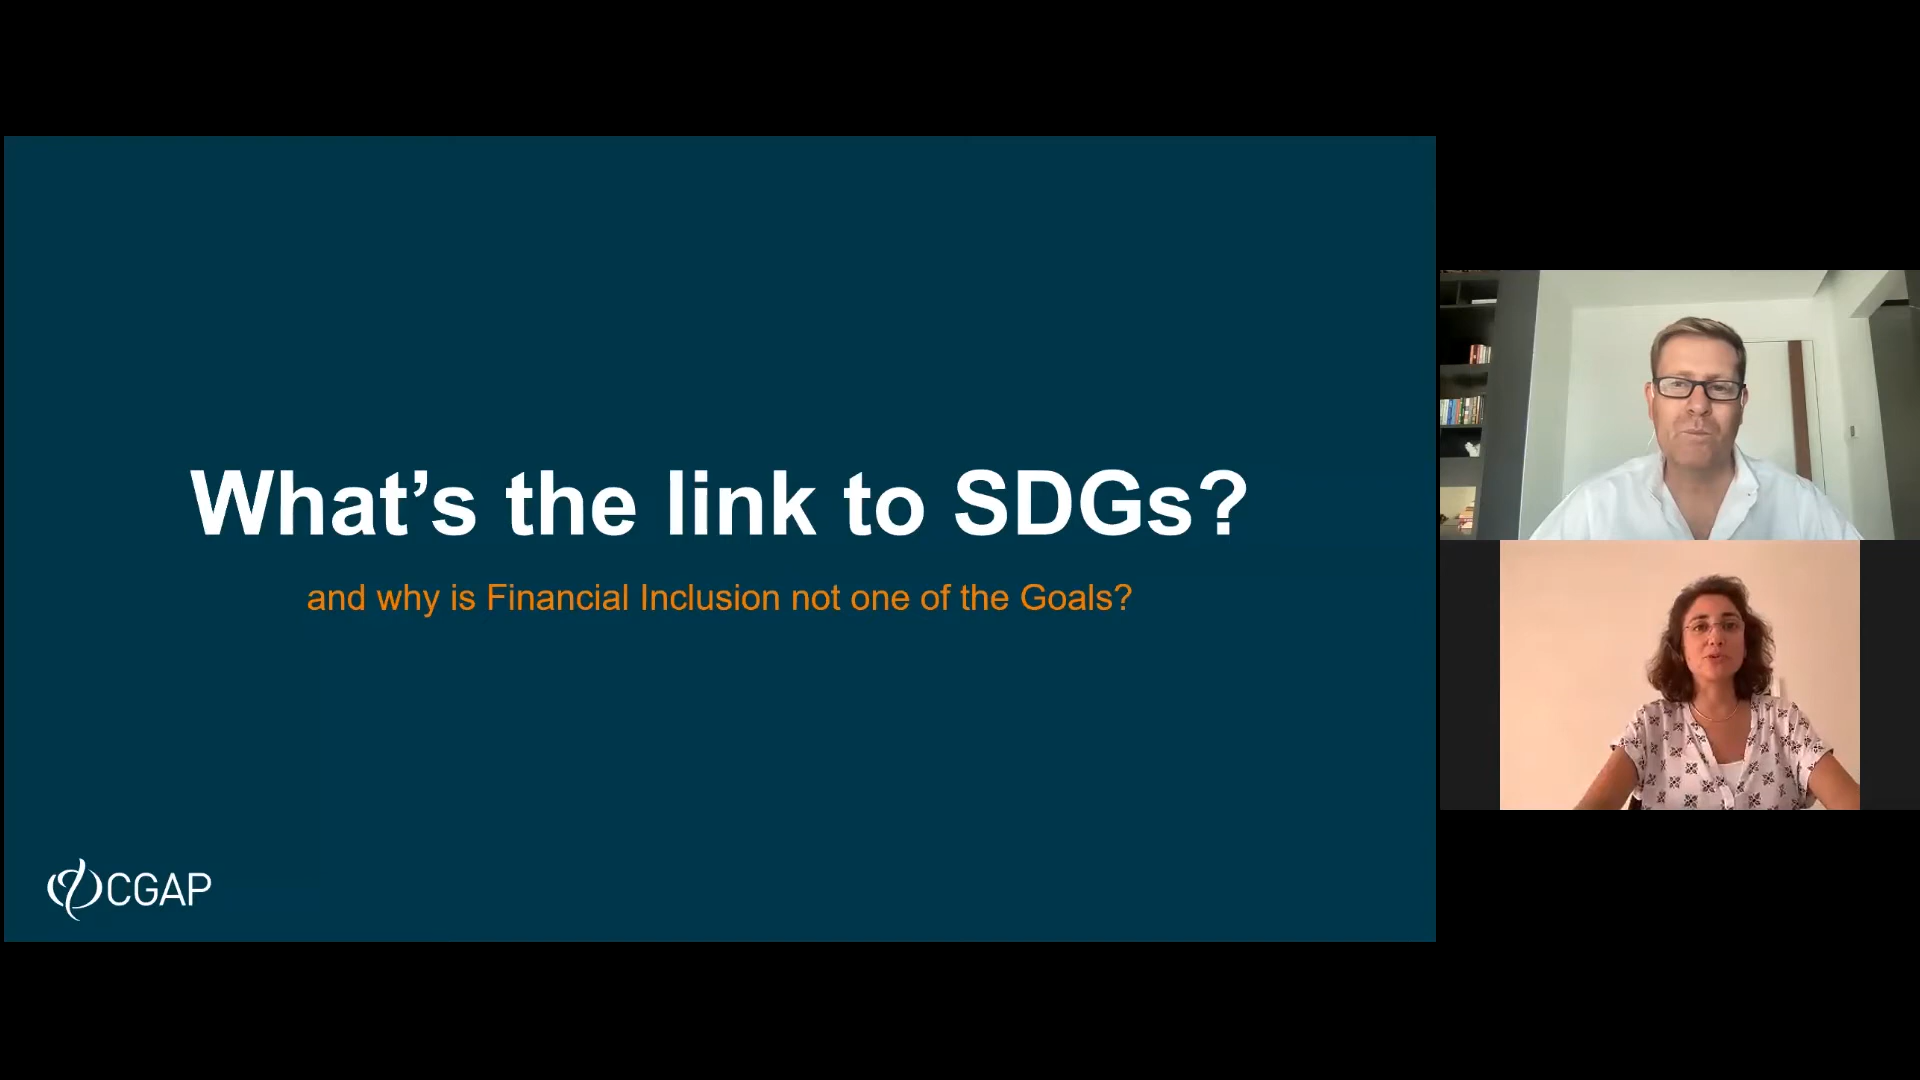 What’s the link to SDGs?
and why is Financial Inclusion not one of the Goals?
CGAP